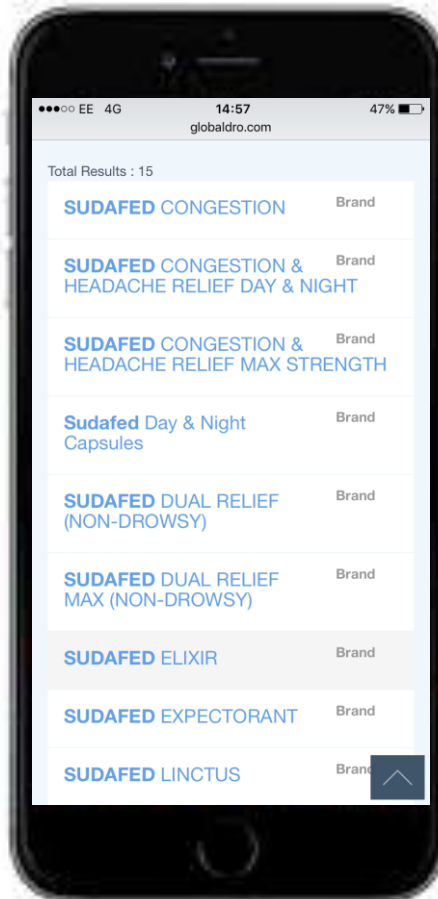 ●●●○○ EE 4G 14:57 47%
globaldro.com
Total Results : 15
SUDAFED CONGESTION Brand
SUDAFED CONGESTION & Brand
HEADACHE RELIEF DAY & NIGHT
SUDAFED CONGESTION & Brand
HEADACHE RELIEF MAX STRENGTH
Sudafed Day & Night Brand
Capsules
SUDAFED DUAL RELIEF Brand
(NON-DROWSY)
SUDAFED DUAL RELIEF Brand
MAX (NON-DROWSY)
SUDAFED ELIXIR Brand
SUDAFED EXPECTORANT Brand
SUDAFED LINCTUS Brand